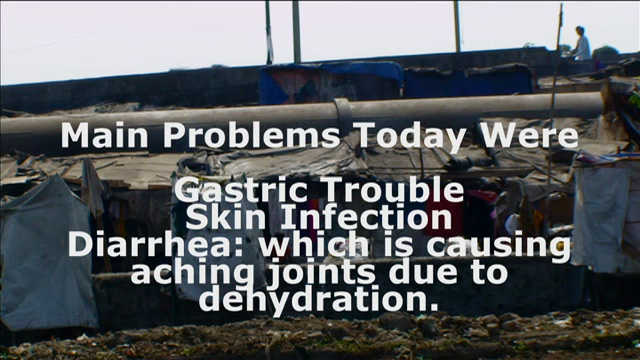 Main Problems Today Were
Gastric Trouble
Skin Infection
Diarrhea: which is causing
aching joints due to
dehydration.